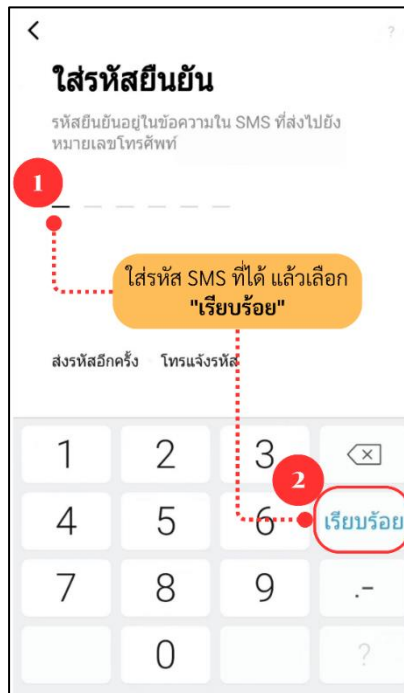 ?
ใส่รหัสยืนยัน
รหัสยืนยันอยู่ในข้อความใน SMS ที่ส่งไปยัง
หมายเลขโทรศัพท์
1
ใส่รหัส SMS ที่ได้ แล้วเลือก
"เรียบร้อย"
ส่งรหัสอีกครั้ง โทรแจ้งรหัส
1 2 3
2
4 5 6 เรียบร้อย
7 8 9 .-
0 ?